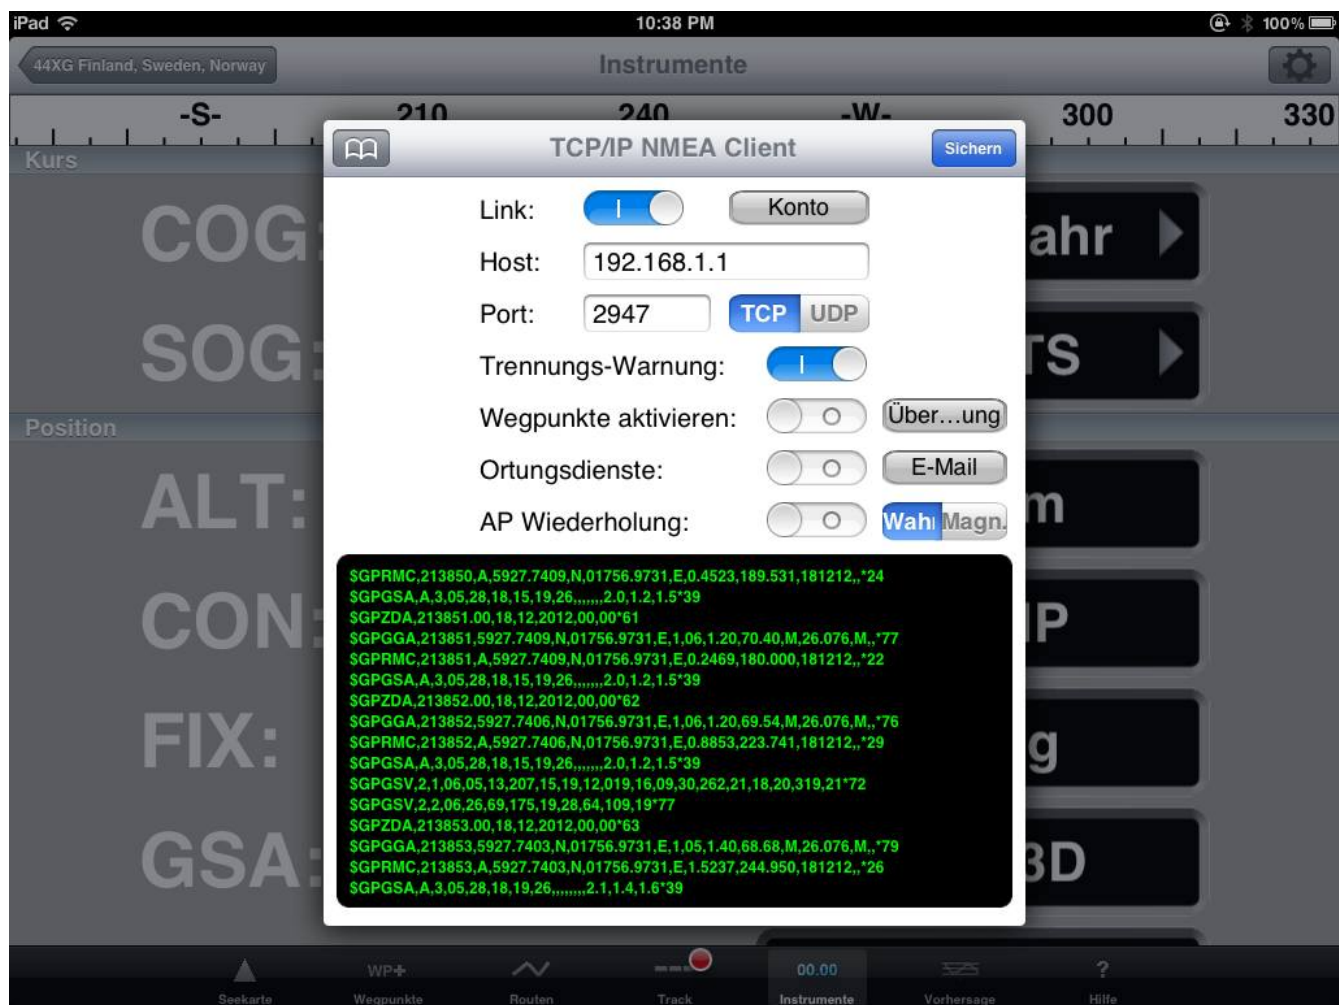 iPad 10:38 PM 100%
44XG Finland, Sweden, Norway Instrumente
-S- 210 240 -W- 300 330
Kurs
TCP/IP NMEA Client Sichern
Link: Konto
COG: ahr
Host: 192.168.1.1
Port: 2947 TCP UDP
SOG: TS
Trennungs-Warnung:
Position
Wegpunkte aktivieren: Über...ung
Ortungsdienste: E-Mail
ALT: m
AP Wiederholung: Wahr Magn.
$GPRMC,213850,A,5927.7409,N,01756.9731,E,0.4523,189.531,181212,,*24
$GPGSA,A,3,05,28,18,15,19,26,,,,,,,2.0,1.2,1.5*39
$GPZDA,213851.00,18,12,2012,00,00*61
CON: IP
$GPGGA,213851,5927.7409,N,01756.9731,E,1,06,1.20,70.40,M,26.076,M,,*77
$GPRMC,213851,A,5927.7409,N,01756.9731,E,0.2469,180.000,181212,,*22
$GPGSA,A,3,05,28,18,15,19,26,,,,,,,2.0,1.2,1.5*39
$GPZDA,213852.00,18,12,2012,00,00*62
$GPGGA,213852,5927.7406,N,01756.9731,E,1,06,1.20,69.54,M,26.076,M,,*76
FIX: g
$GPRMC,213852,A,5927.7406,N,01756.9731,E,0.8853,223.741,181212,,*29
$GPGSA,A,3,05,28,18,15,19,26,,,,,,,2.0,1.2,1.5*39
$GPGSV,2,1,06,05,13,207,15,19,12,019,16,09,30,262,21,18,20,319,21*72
$GPGSV,2,2,06,26,69,175,19,28,64,109,19*77
$GPZDA,213853.00,18,12,2012,00,00*63
$GPGGA,213853,5927.7403,N,01756.9731,E,1,05,1.40,68.68,M,26.076,M,,*79
GSA: 3D
$GPRMC,213853,A,5927.7403,N,01756.9731,E,1.5237,244.950,181212,,*26
$GPGSA,A,3,05,28,18,19,26,,,,,,,,2.1,1.4,1.6*39
WP+ 00.00 ?
Seekarte Wegpunkte Routen Track Instrumente Vorhersage Hilfe